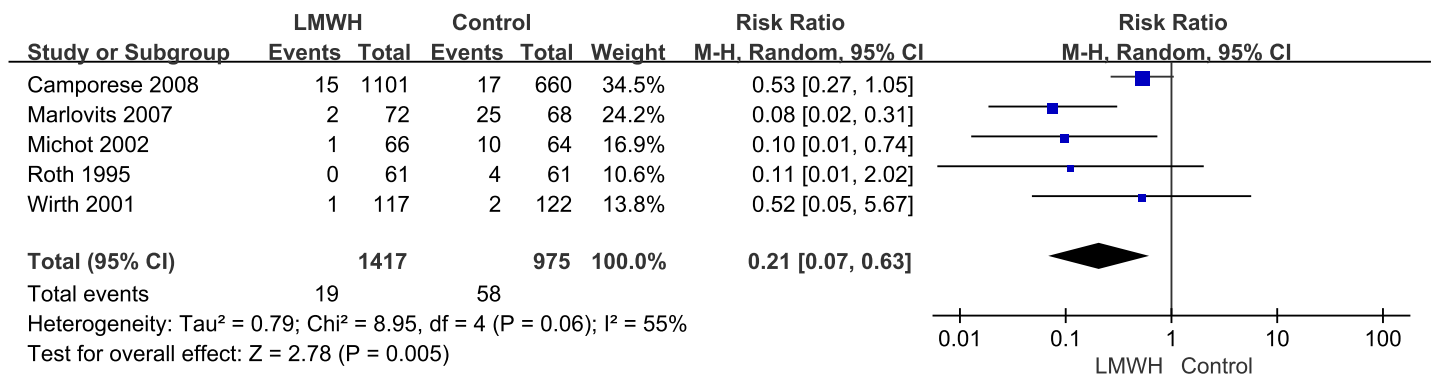 LMWH Control Risk Ratio Risk Ratio
Study or Subgroup Events Total Events Total Weight M-H, Random, 95% CI M-H, Random, 95% CI
Camporese 2008 15 1101 17 660 34.5% 0.53 [0.27, 1.05]
Marlovits 2007 2 72 25 68 24.2% 0.08 [0.02, 0.31]
Michot 2002 1 66 10 64 16.9% 0.10 [0.01, 0.74]
Roth 1995 0 61 4 61 10.6% 0.11 [0.01, 2.02]
Wirth 2001 1 117 2 122 13.8% 0.52 [0.05, 5.67]
Total (95% CI) 1417 975 100.0% 0.21 [0.07, 0.63]
Total events 19 58
Heterogeneity: Tau² = 0.79; Chi² = 8.95, df = 4 (P = 0.06); I² = 55%
Test for overall effect: Z = 2.78 (P = 0.005)
0.01 0.1 1 10 100
LMWH Control